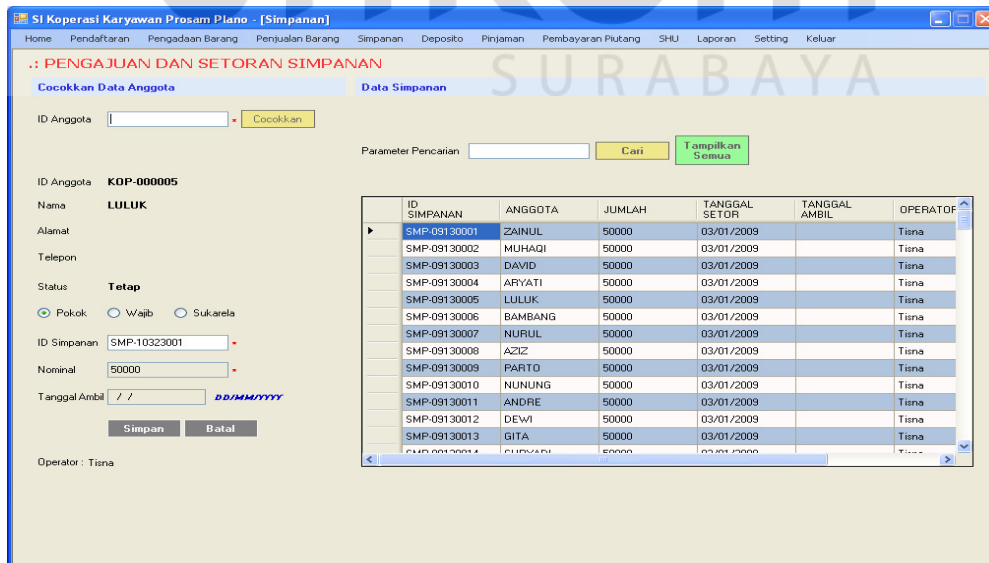 SI Koperasi Karyawan Prosam Plano - [Simpanan]
Home Pendaftaran Pengadaan Barang Penjualan Barang Simpanan Deposito Pinjaman Pembayaran Piutang SHU Laporan Setting Keluar
SURABAYA
.: PENGAJUAN DAN SETORAN SIMPANAN
Cocokkan Data Anggota
ID Anggota * Cocokkan
ID Anggota KOP-000005
Nama LULUK
Alamat
Telepon
Status Tetap
Pokok Wajib Sukarela
ID Simpanan SMP-10323001 *
Nominal 50000 *
Tanggal Ambil / / DD/MM/YYYY
Simpan Batal
Operator : Tisna
Data Simpanan
Parameter Pencarian Cari Tampilkan Semua
ID SIMPANAN ANGGOTA JUMLAH TANGGAL SETOR TANGGAL AMBIL OPERATOR
SMP-09130001 ZAINUL 50000 03/01/2009 Tisna
SMP-09130002 MUHAQI 50000 03/01/2009 Tisna
SMP-09130003 DAVID 50000 03/01/2009 Tisna
SMP-09130004 ARYATI 50000 03/01/2009 Tisna
SMP-09130005 LULUK 50000 03/01/2009 Tisna
SMP-09130006 BAMBANG 50000 03/01/2009 Tisna
SMP-09130007 NURUL 50000 03/01/2009 Tisna
SMP-09130008 AZIZ 50000 03/01/2009 Tisna
SMP-09130009 PARTO 50000 03/01/2009 Tisna
SMP-09130010 NUNUNG 50000 03/01/2009 Tisna
SMP-09130011 ANDRE 50000 03/01/2009 Tisna
SMP-09130012 DEWI 50000 03/01/2009 Tisna
SMP-09130013 GITA 50000 03/01/2009 Tisna